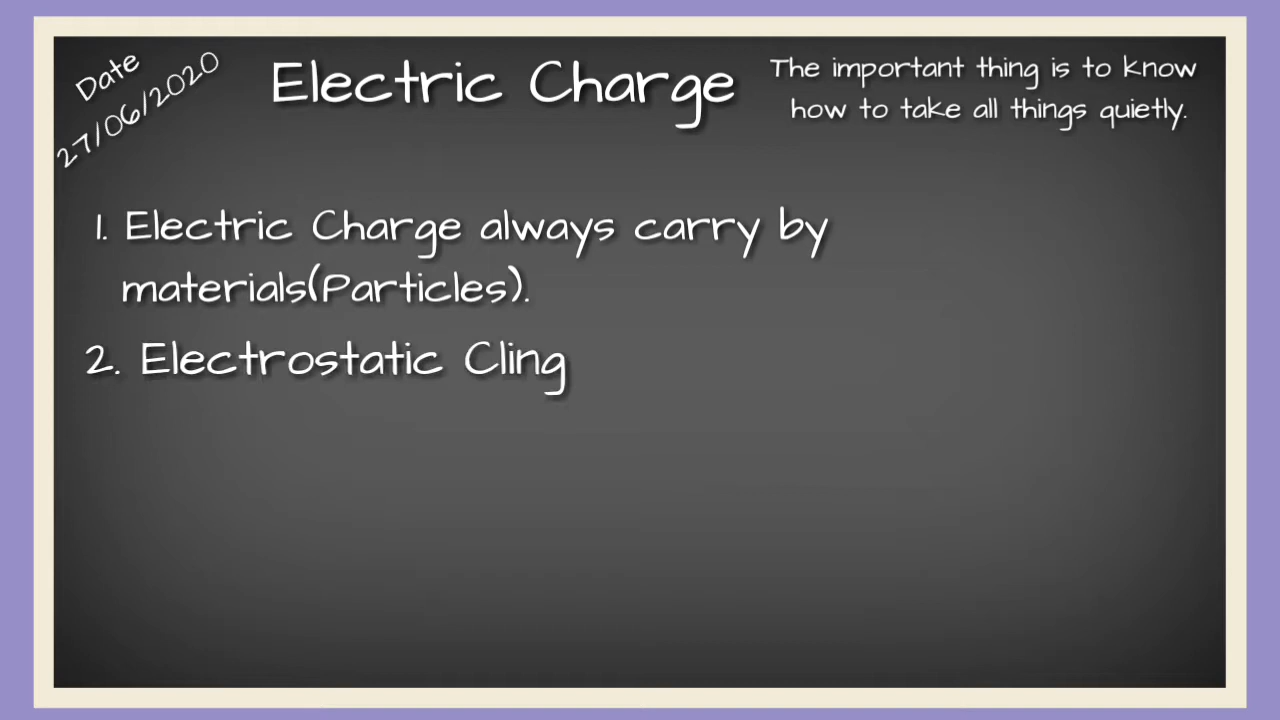 Date
27/06/2020
Electric Charge
The important thing is to know
how to take all things quietly.
1. Electric Charge always carry by
materials(Particles).
2. Electrostatic Cling